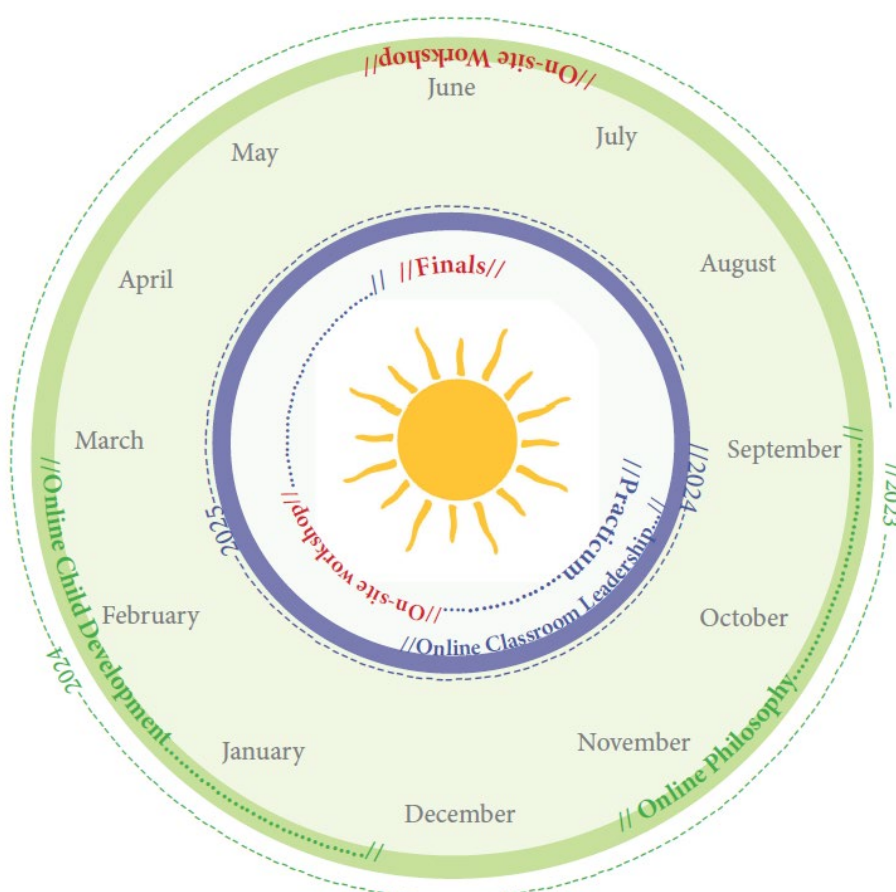 //On-site Workshop//
June
July
May
August
April
//Finals//
September
March
//2023
//2024-
//Practicum
//
-2025-
//On-site workshop//
//Online Classroom Leadership...//
October
February
-2024-
//Online Child Development
//
// Online Philosophy
//
November
January
December